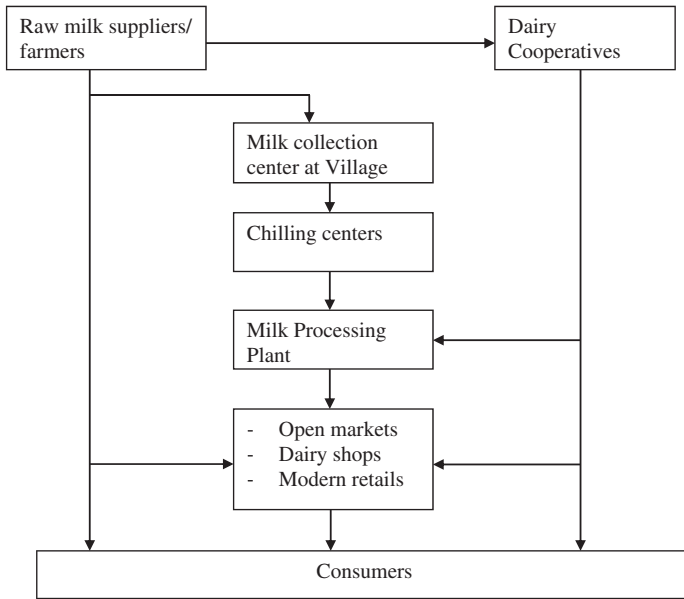 Raw milk suppliers/
farmers
Dairy
Cooperatives
Milk collection
center at Village
Chilling centers
Milk Processing
Plant
- Open markets
- Dairy shops
- Modern retails
Consumers